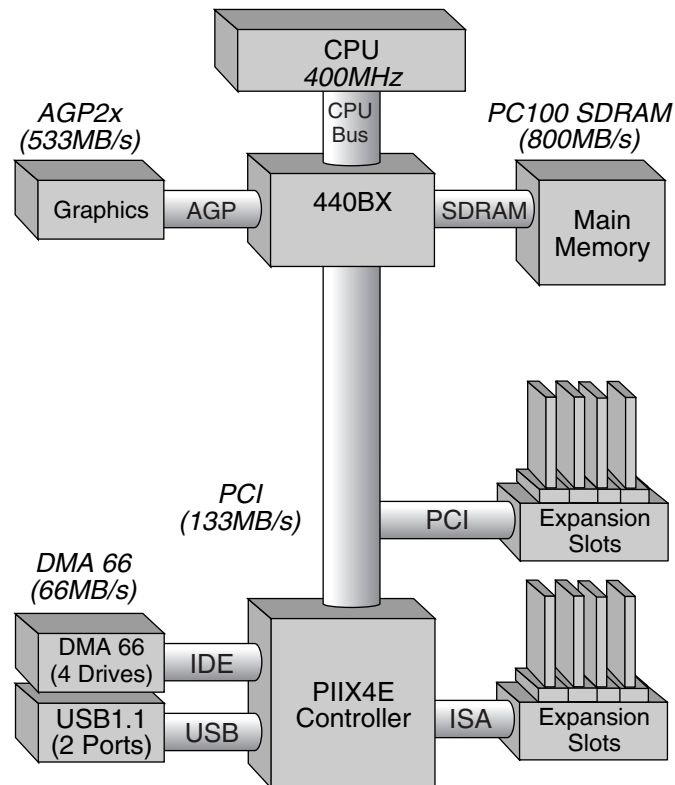 CPU
400MHz
CPU
Bus
AGP2x
(533MB/s)
PC100 SDRAM
(800MB/s)
Graphics
AGP
440BX
SDRAM
Main
Memory
PCI
(133MB/s)
PCI
Expansion
Slots
DMA 66
(66MB/s)
DMA 66
(4 Drives)
IDE
USB1.1
(2 Ports)
USB
PIIX4E
Controller
ISA
Expansion
Slots